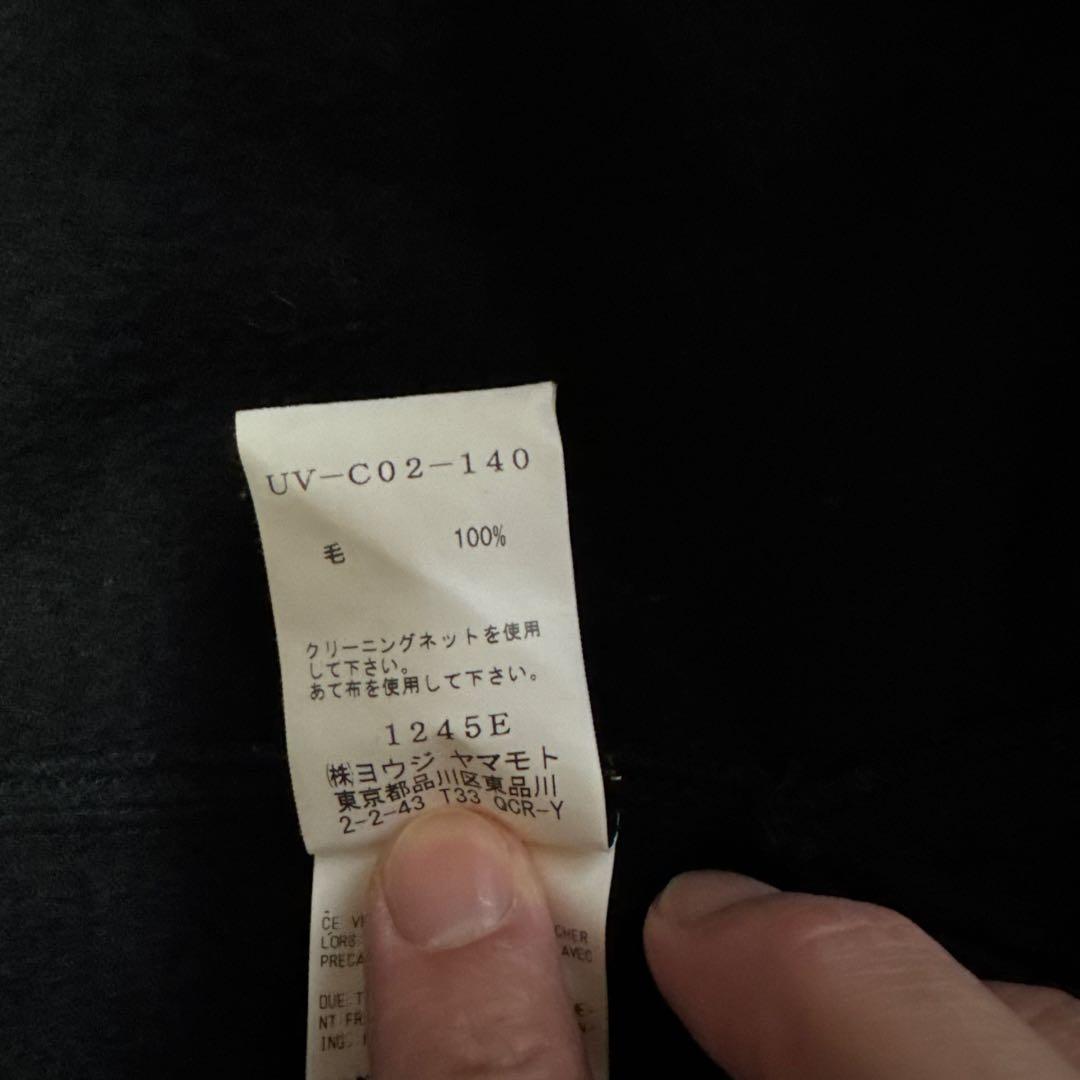 UV-C02-140
毛 100%
クリーニングネットを使用
して下さい。
あて布を使用して下さい。
1245E
㈱ヨウジ ヤマモト
東京都品川区東品川
2-2-43 T33 QCR-Y
CE
AVEC